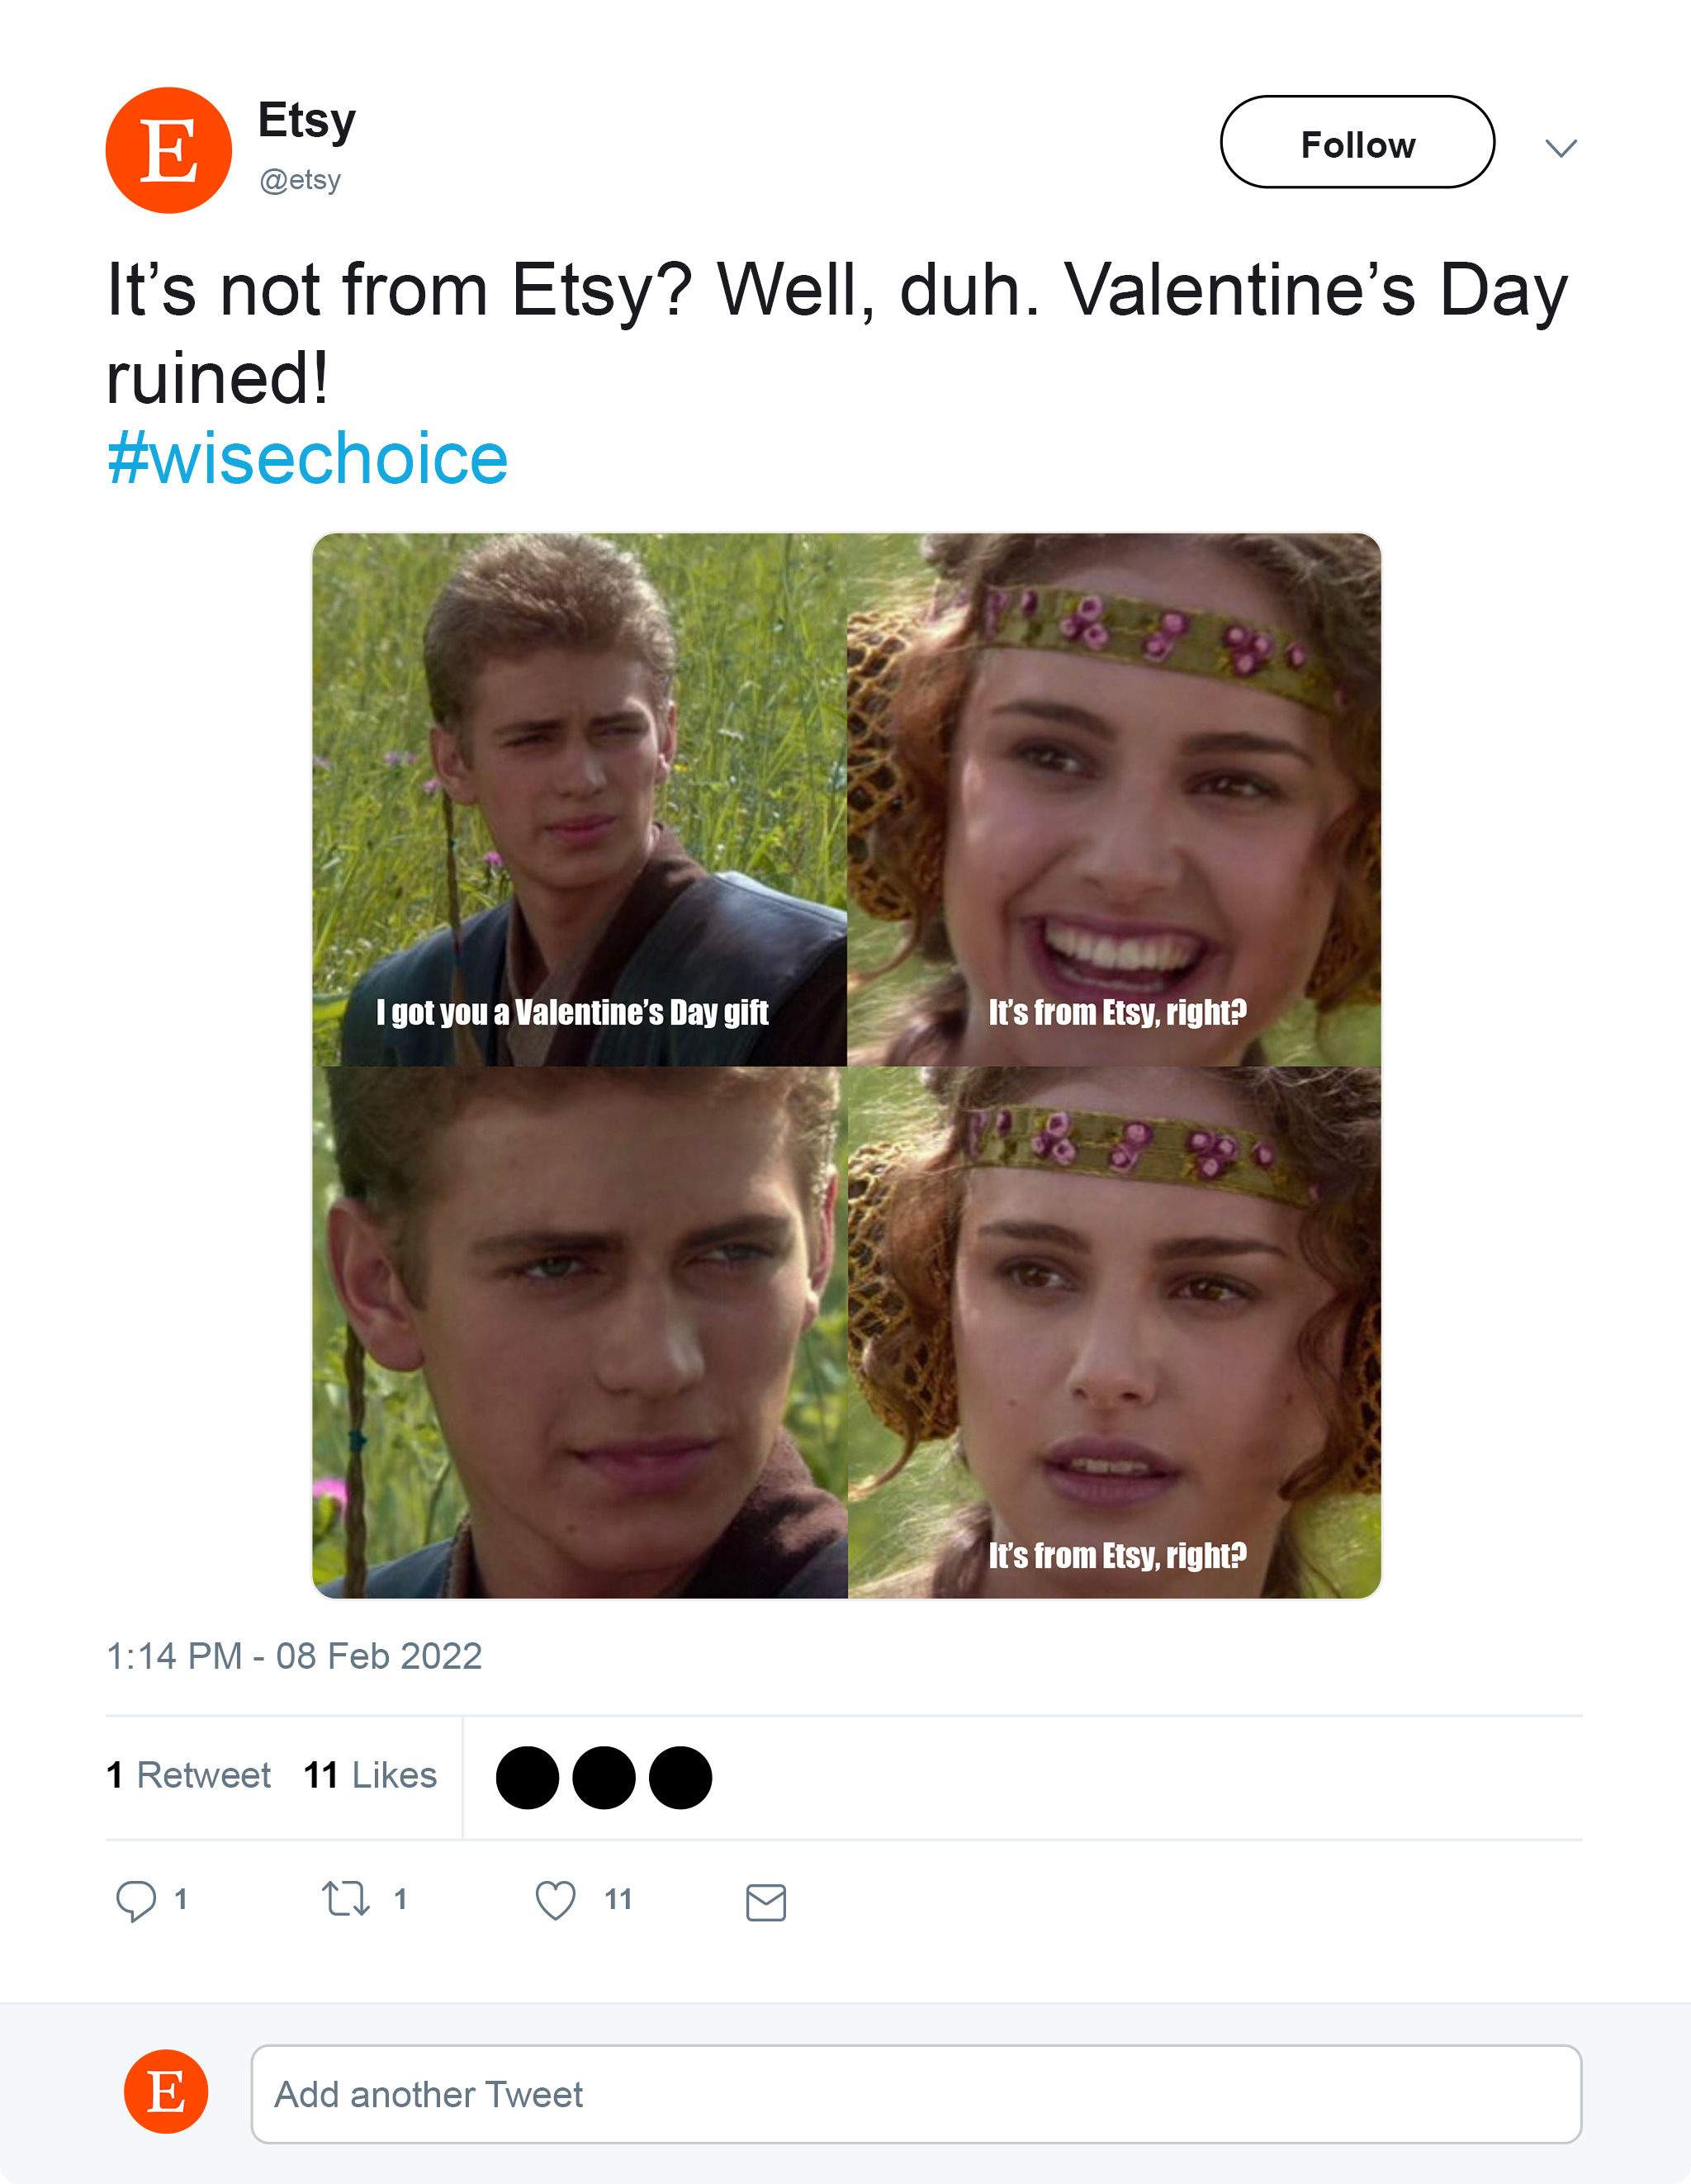 E
Etsy
@etsy
Follow
It’s not from Etsy? Well, duh. Valentine’s Day
ruined!
#wisechoice
I got you a Valentine’s Day gift
It’s from Etsy, right?
It’s from Etsy, right?
1:14 PM - 08 Feb 2022
1 Retweet 11 Likes
1 1 11
E
Add another Tweet